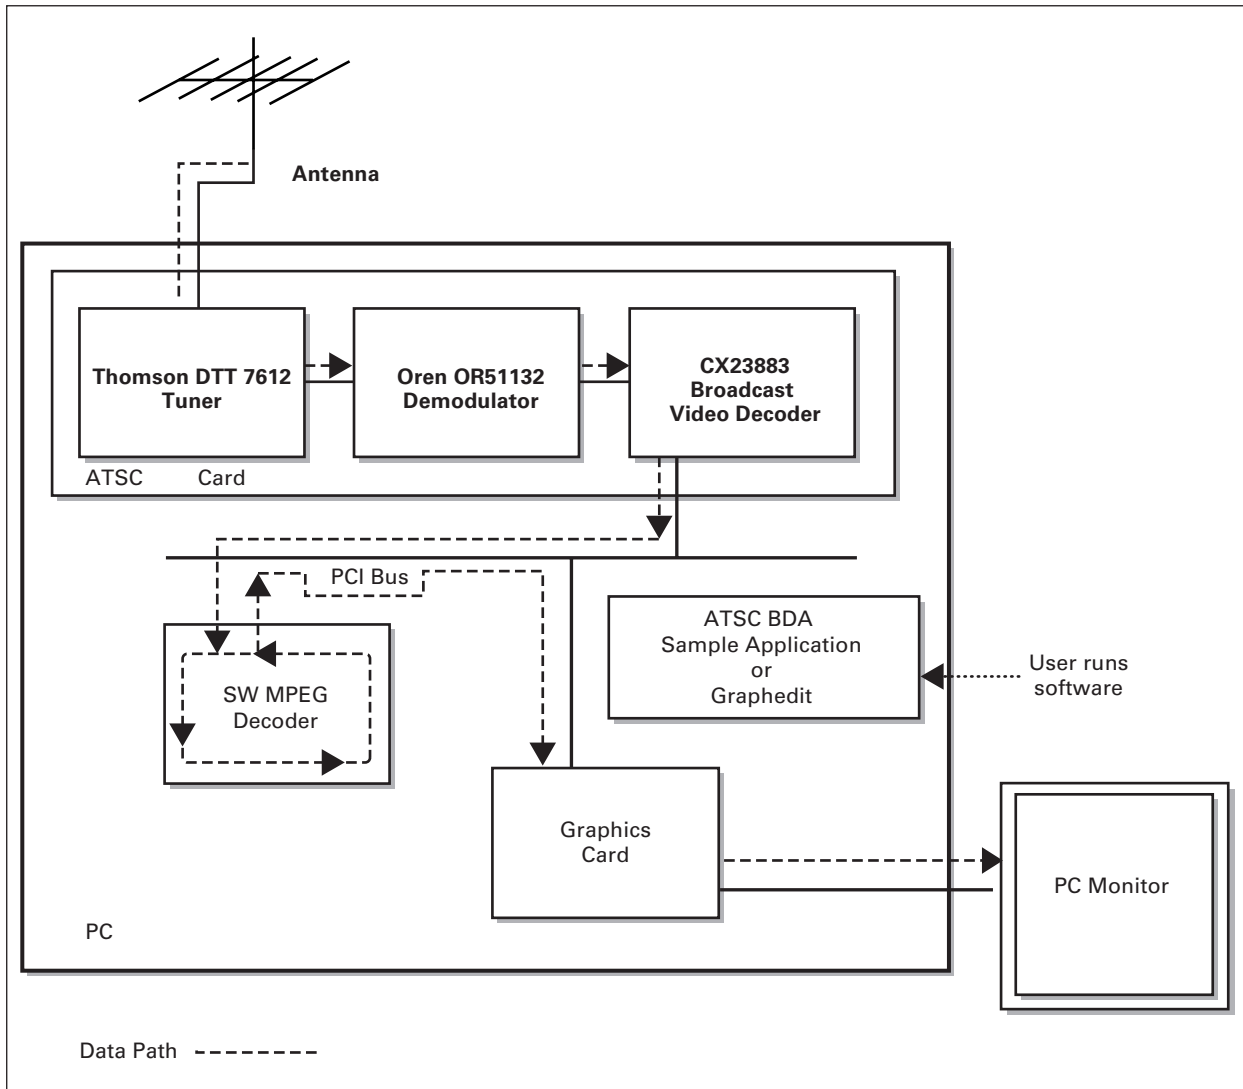 Antenna
Thomson DTT 7612
Tuner
Oren OR51132
Demodulator
CX23883
Broadcast
Video Decoder
ATSC Card
PCI Bus
SW MPEG
Decoder
ATSC BDA
Sample Application
or
Graphedit
User runs
software
Graphics
Card
PC Monitor
PC
Data Path